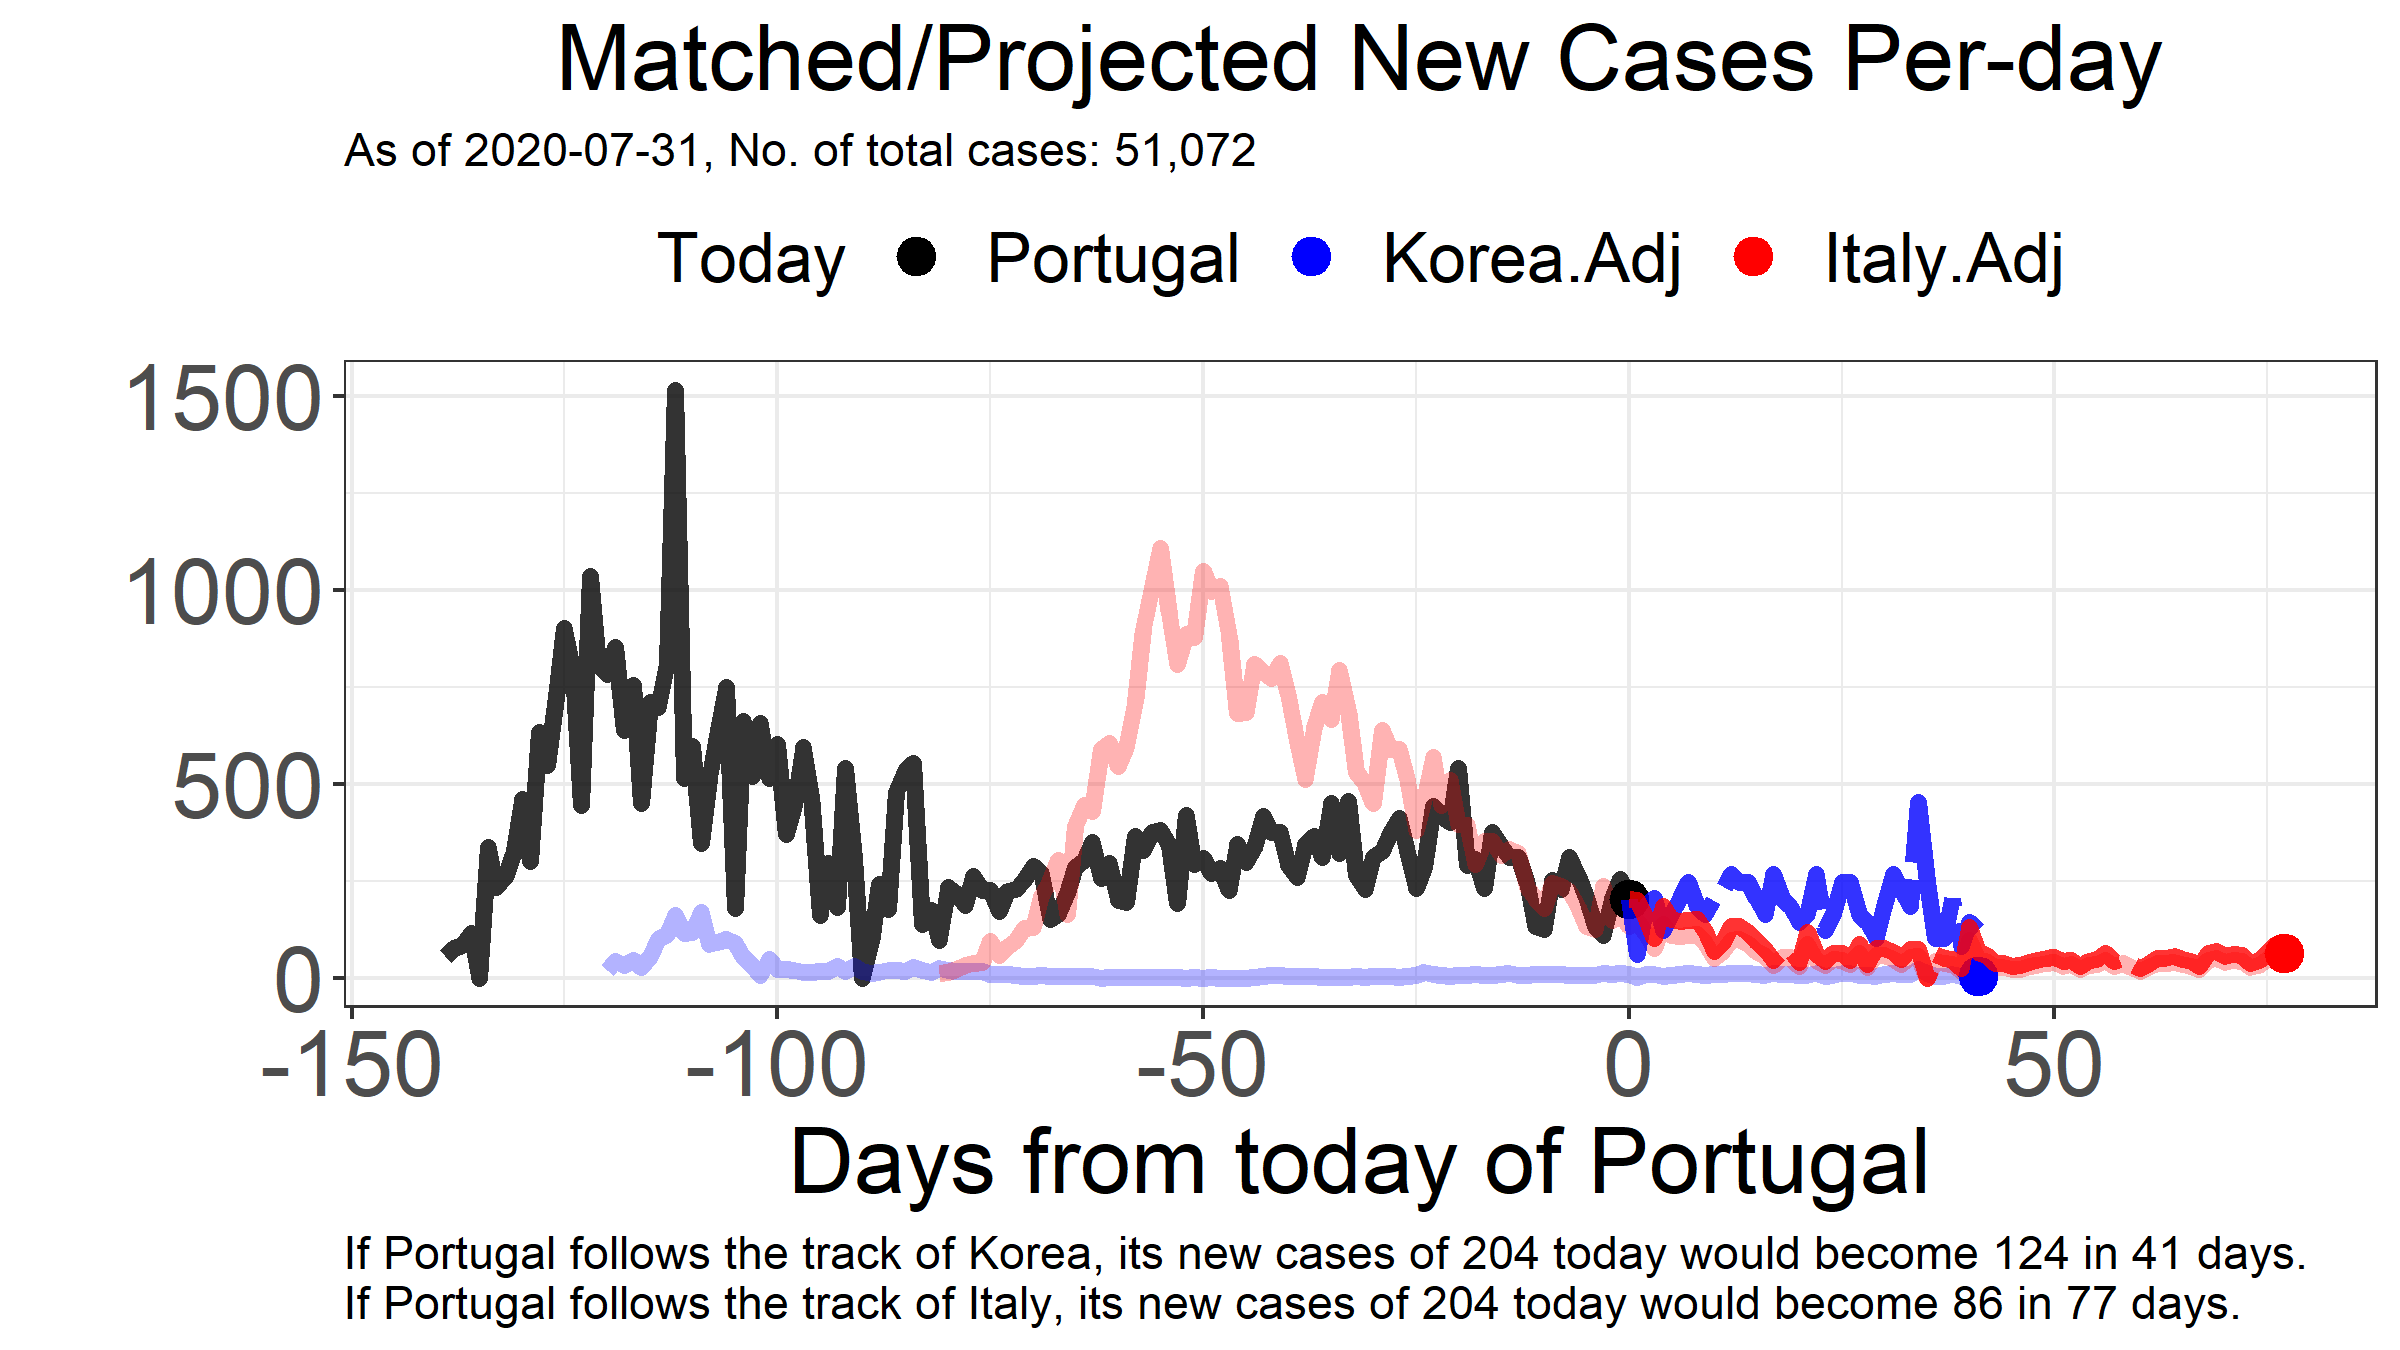 Matched/Projected New Cases Per-day
As of 2020-07-31, No. of total cases: 51,072
Today Portugal Korea.Adj Italy.Adj
1500
1000
500
0
-150 -100 -50 0 50
Days from today of Portugal
If Portugal follows the track of Korea, its new cases of 204 today would become 124 in 41 days.
If Portugal follows the track of Italy, its new cases of 204 today would become 86 in 77 days.